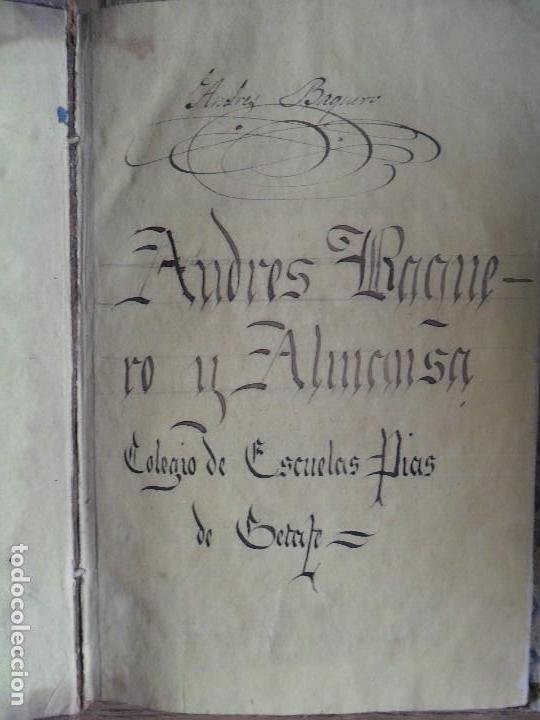 Andres Baquero
Andres Baque-
ro y Almansa
Colegio de Escuelas Pias
de Getafe
todocoleccion